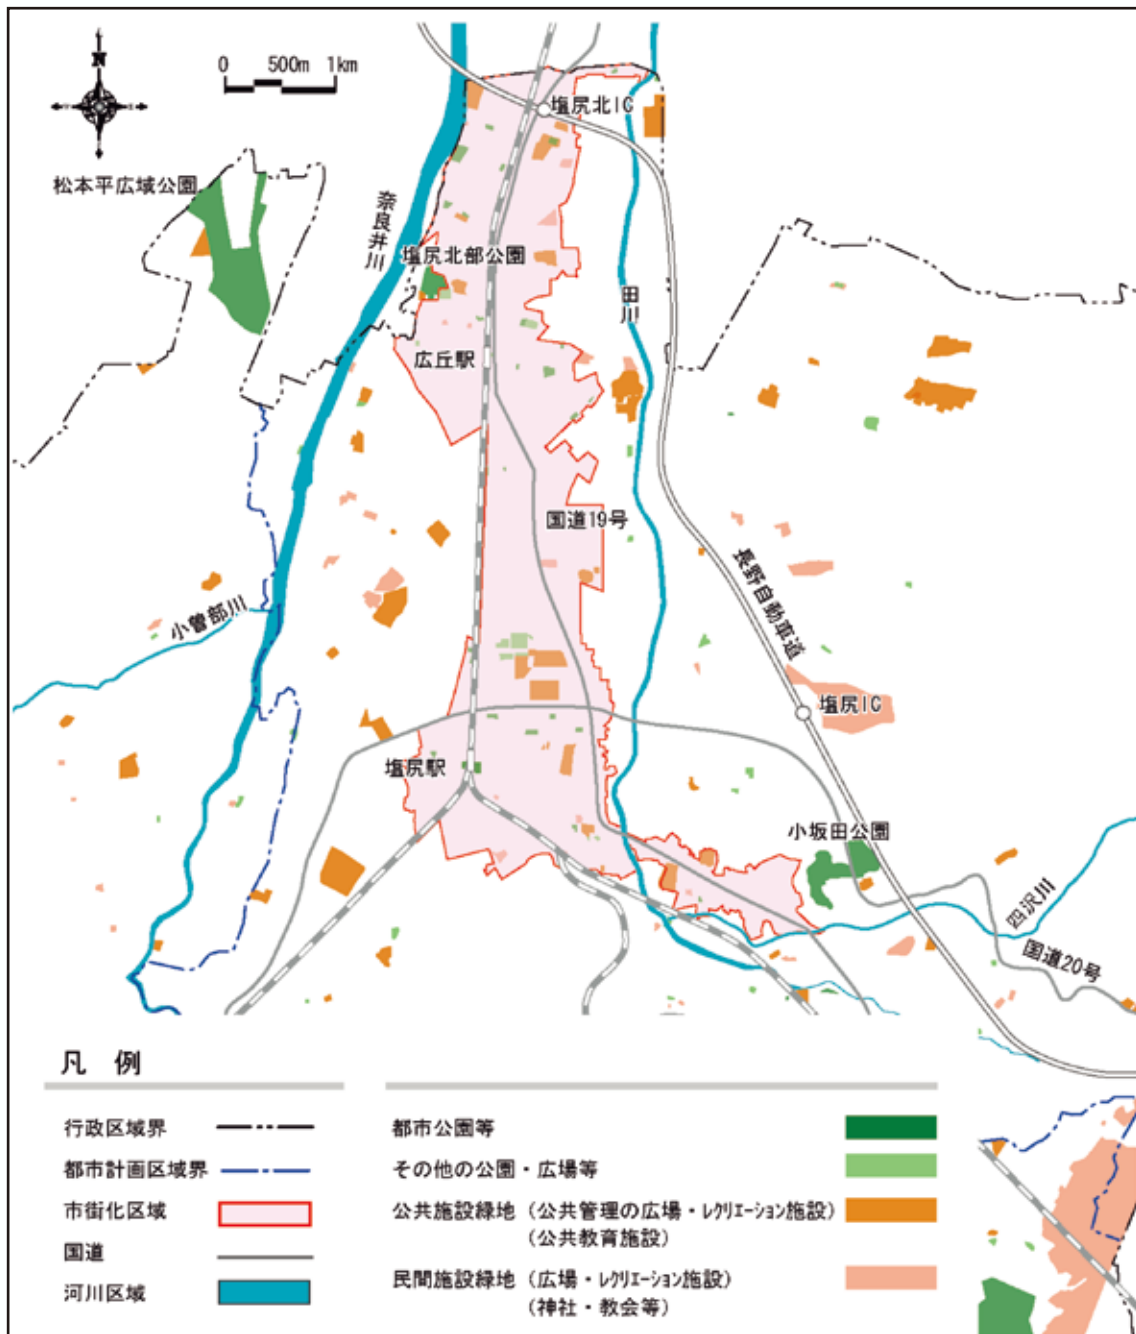 N
0 500m 1km
塩尻北IC
松本平広域公園
奈良井川
塩尻北部公園
田川
広丘駅
国道19号
長野自動車道
小曽部川
塩尻IC
塩尻駅
小坂田公園
四沢川
国道20号
凡 例
行政区域界
都市計画区域界
市街化区域
国道
河川区域
都市公園等
その他の公園・広場等
公共施設緑地（公共管理の広場・レクリエーション施設）
（公共教育施設）
民間施設緑地（広場・レクリエーション施設）
（神社・教会等）